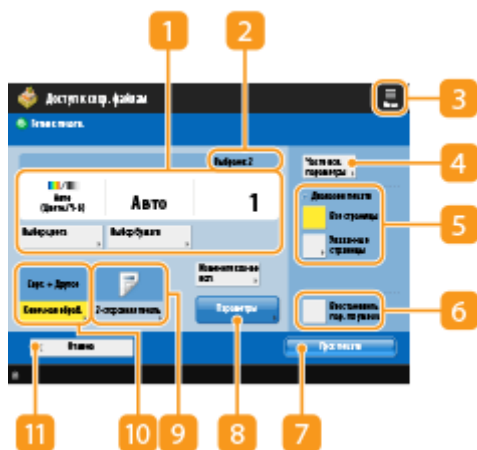 1
2
Доступ к сохр. файлам
3
Готов к печати.
Выбрано: 2
Част. исп.
параметры
4
Авто
(Цветн./Ч-Б)
Авто
1
Диапазон печати
Все страницы
5
Указанные
страницы
Выбор цвета
Выбор бумаги
Изменить кол-во
коп.
Сорт. + Другое
Конечная обраб.
2-сторонняя печать
Параметры
Восстановить
пар. по умолч.
6
Отмена
Пуск печати
11
10
9
8
7